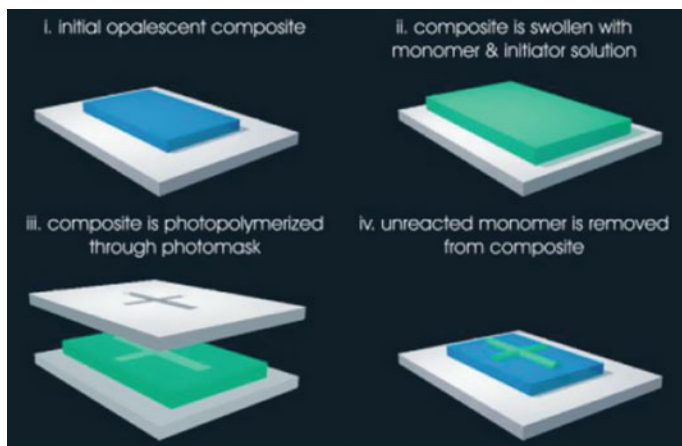 i. initial opalescent composite
ii. composite is swollen with
monomer & initiator solution
iii. composite is photopolymerized
through photomask
iv. unreacted monomer is removed
from composite